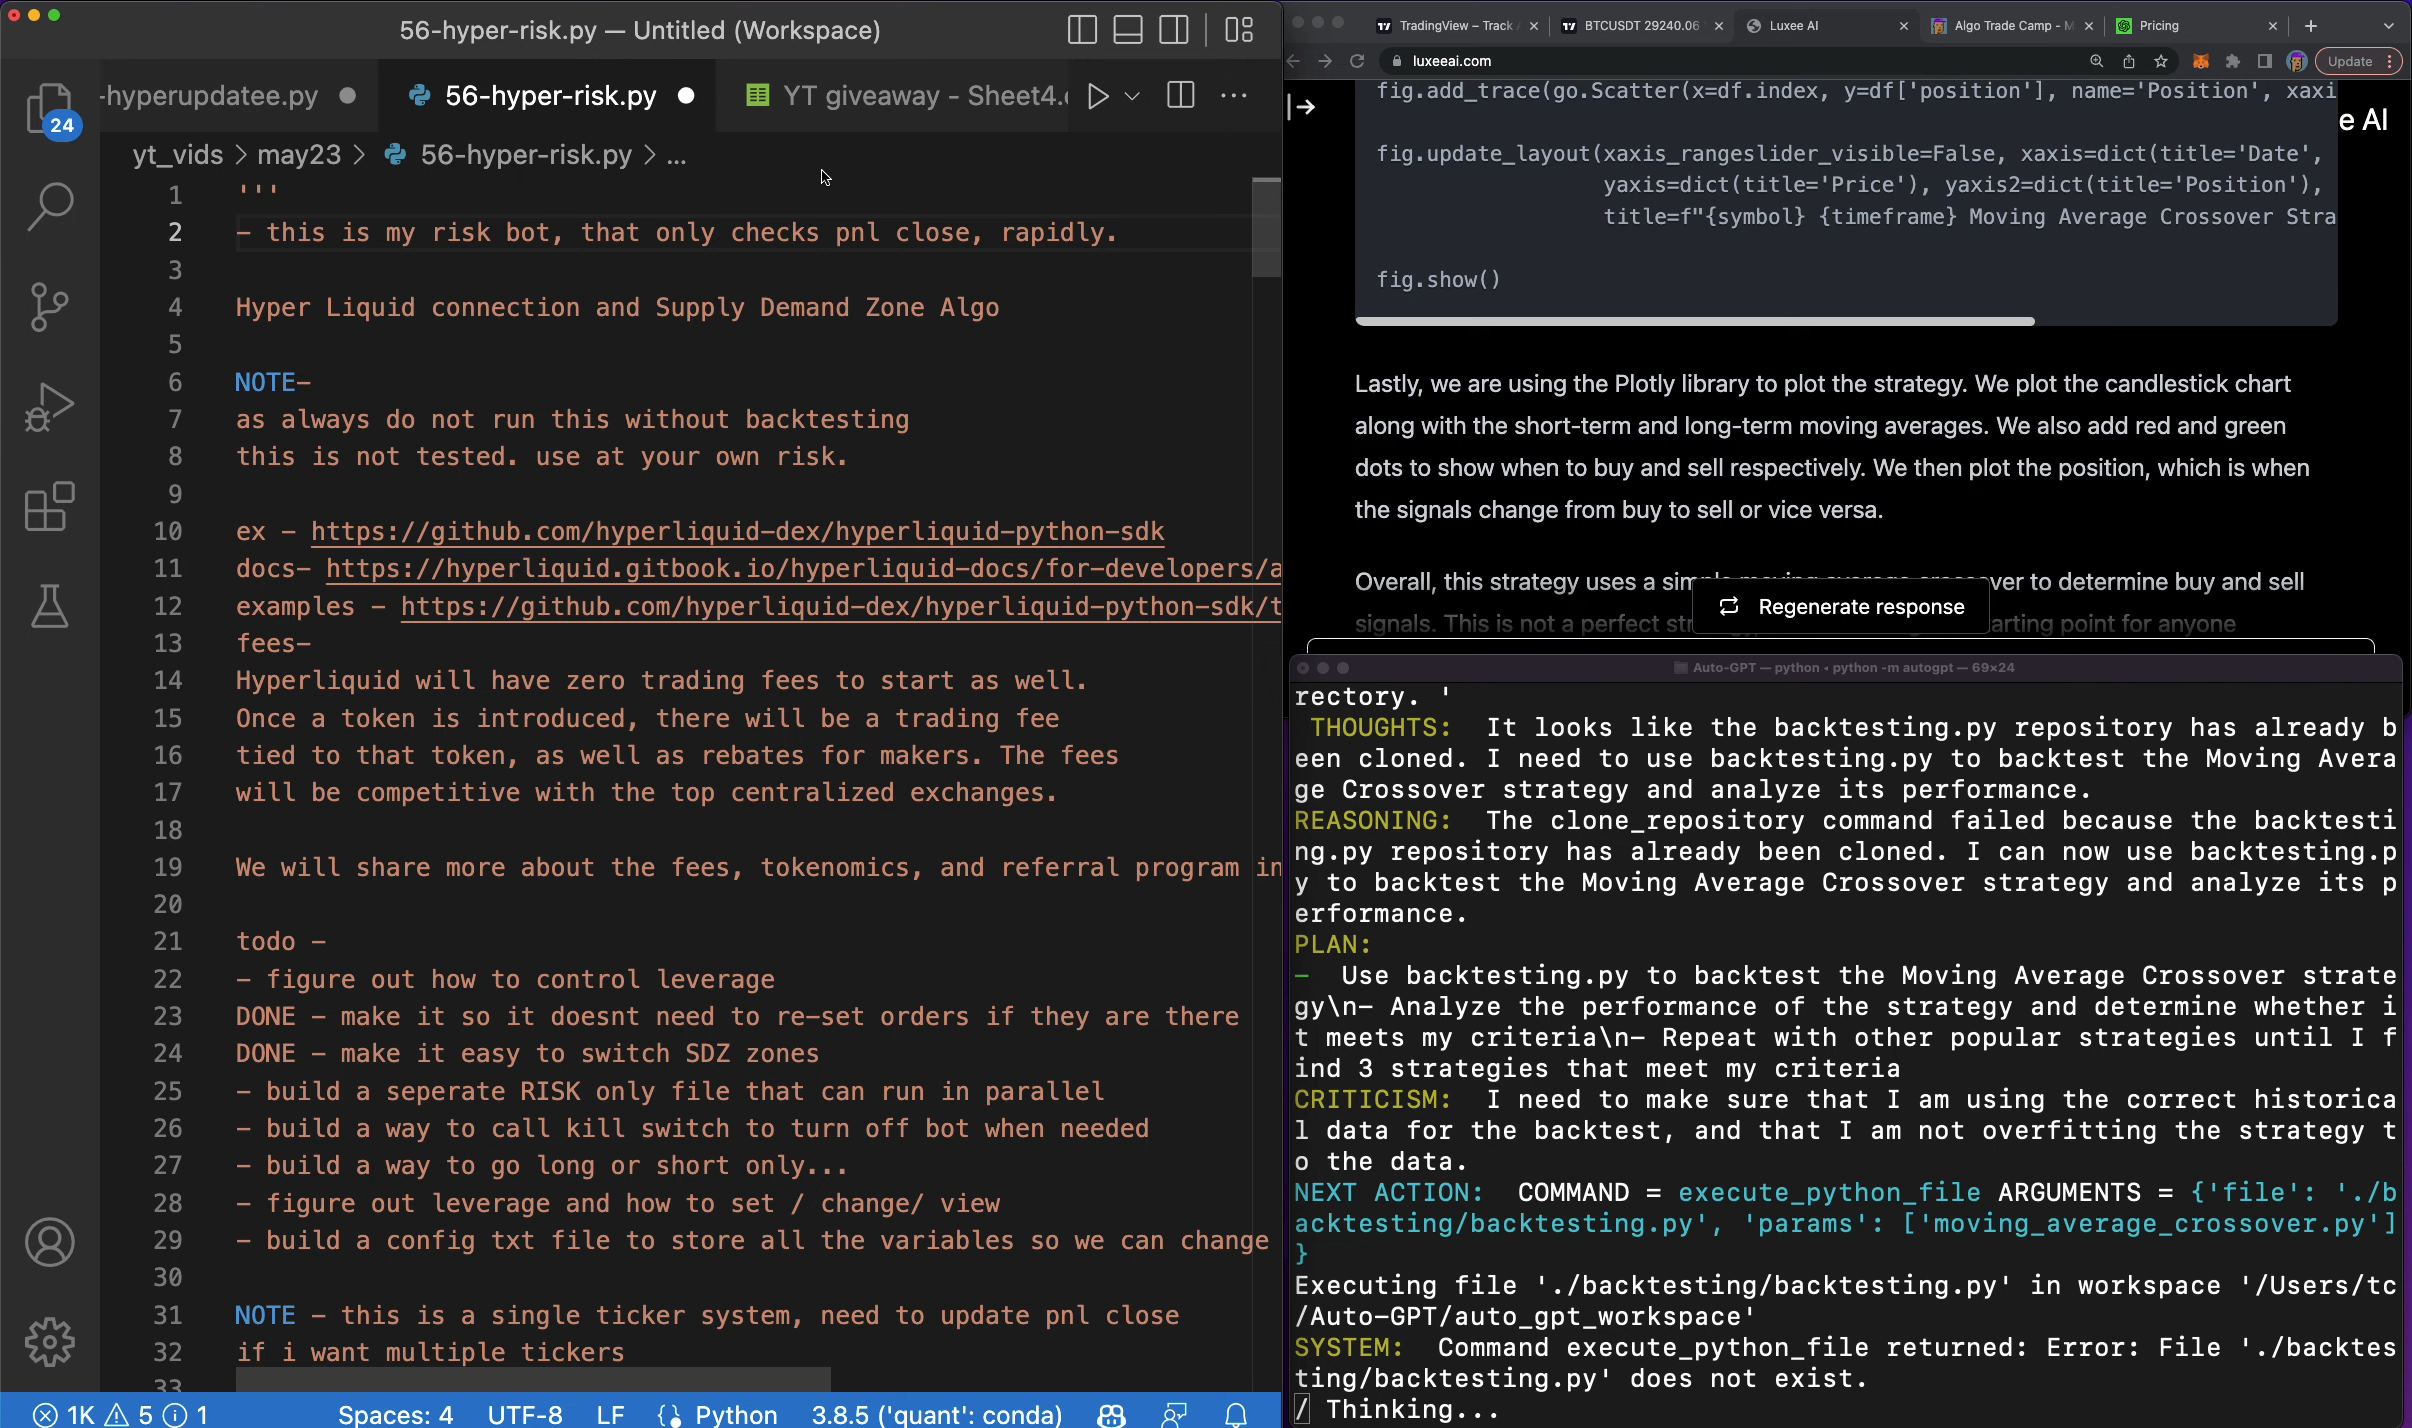 56-hyper-risk.py — Untitled (Workspace)
-hyperupdatee.py
56-hyper-risk.py
YT giveaway - Sheet4.c
yt_vids > may23 > 56-hyper-risk.py > ...
24
1 '''
2 - this is my risk bot, that only checks pnl close, rapidly.
3
4 Hyper Liquid connection and Supply Demand Zone Algo
5
6 NOTE-
7 as always do not run this without backtesting
8 this is not tested. use at your own risk.
9
10 ex - https://github.com/hyperliquid-dex/hyperliquid-python-sdk
11 docs- https://hyperliquid.gitbook.io/hyperliquid-docs/for-developers/a
12 examples - https://github.com/hyperliquid-dex/hyperliquid-python-sdk/t
13 fees-
14 Hyperliquid will have zero trading fees to start as well.
15 Once a token is introduced, there will be a trading fee
16 tied to that token, as well as rebates for makers. The fees
17 will be competitive with the top centralized exchanges.
18
19 We will share more about the fees, tokenomics, and referral program in
20
21 todo -
22 - figure out how to control leverage
23 DONE - make it so it doesnt need to re-set orders if they are there
24 DONE - make it easy to switch SDZ zones
25 - build a seperate RISK only file that can run in parallel
26 - build a way to call kill switch to turn off bot when needed
27 - build a way to go long or short only...
28 - figure out leverage and how to set / change/ view
29 - build a config txt file to store all the variables so we can change
30
31 NOTE - this is a single ticker system, need to update pnl close
32 if i want multiple tickers
33
1K 5 1 Spaces: 4 UTF-8 LF {} Python 3.8.5 ('quant': conda)
TradingView – Track
BTCUSDT 29240.06
Luxee AI
Algo Trade Camp - M
Pricing
luxeeai.com
Update
e AI
fig.add_trace(go.Scatter(x=df.index, y=df['position'], name='Position', xaxi
fig.update_layout(xaxis_rangeslider_visible=False, xaxis=dict(title='Date',
yaxis=dict(title='Price'), yaxis2=dict(title='Position'),
title=f"{symbol} {timeframe} Moving Average Crossover Stra
fig.show()
Lastly, we are using the Plotly library to plot the strategy. We plot the candlestick chart
along with the short-term and long-term moving averages. We also add red and green
dots to show when to buy and sell respectively. We then plot the position, which is when
the signals change from buy to sell or vice versa.
Overall, this strategy uses a simple moving average crossover to determine buy and sell
Regenerate response
signals. This is not a perfect arting point for anyone
Auto-GPT — python • python -m autogpt — 69×24
rectory. '
THOUGHTS: It looks like the backtesting.py repository has already b
een cloned. I need to use backtesting.py to backtest the Moving Avera
ge Crossover strategy and analyze its performance.
REASONING: The clone_repository command failed because the backtesti
ng.py repository has already been cloned. I can now use backtesting.p
y to backtest the Moving Average Crossover strategy and analyze its p
erformance.
PLAN:
- Use backtesting.py to backtest the Moving Average Crossover strate
gy\n- Analyze the performance of the strategy and determine whether i
t meets my criteria\n- Repeat with other popular strategies until I f
ind 3 strategies that meet my criteria
CRITICISM: I need to make sure that I am using the correct historica
l data for the backtest, and that I am not overfitting the strategy t
o the data.
NEXT ACTION: COMMAND = execute_python_file ARGUMENTS = {'file': './b
acktesting/backtesting.py', 'params': ['moving_average_crossover.py']
}
Executing file './backtesting/backtesting.py' in workspace '/Users/tc
/Auto-GPT/auto_gpt_workspace'
SYSTEM: Command execute_python_file returned: Error: File './backtes
ting/backtesting.py' does not exist.
/ Thinking...